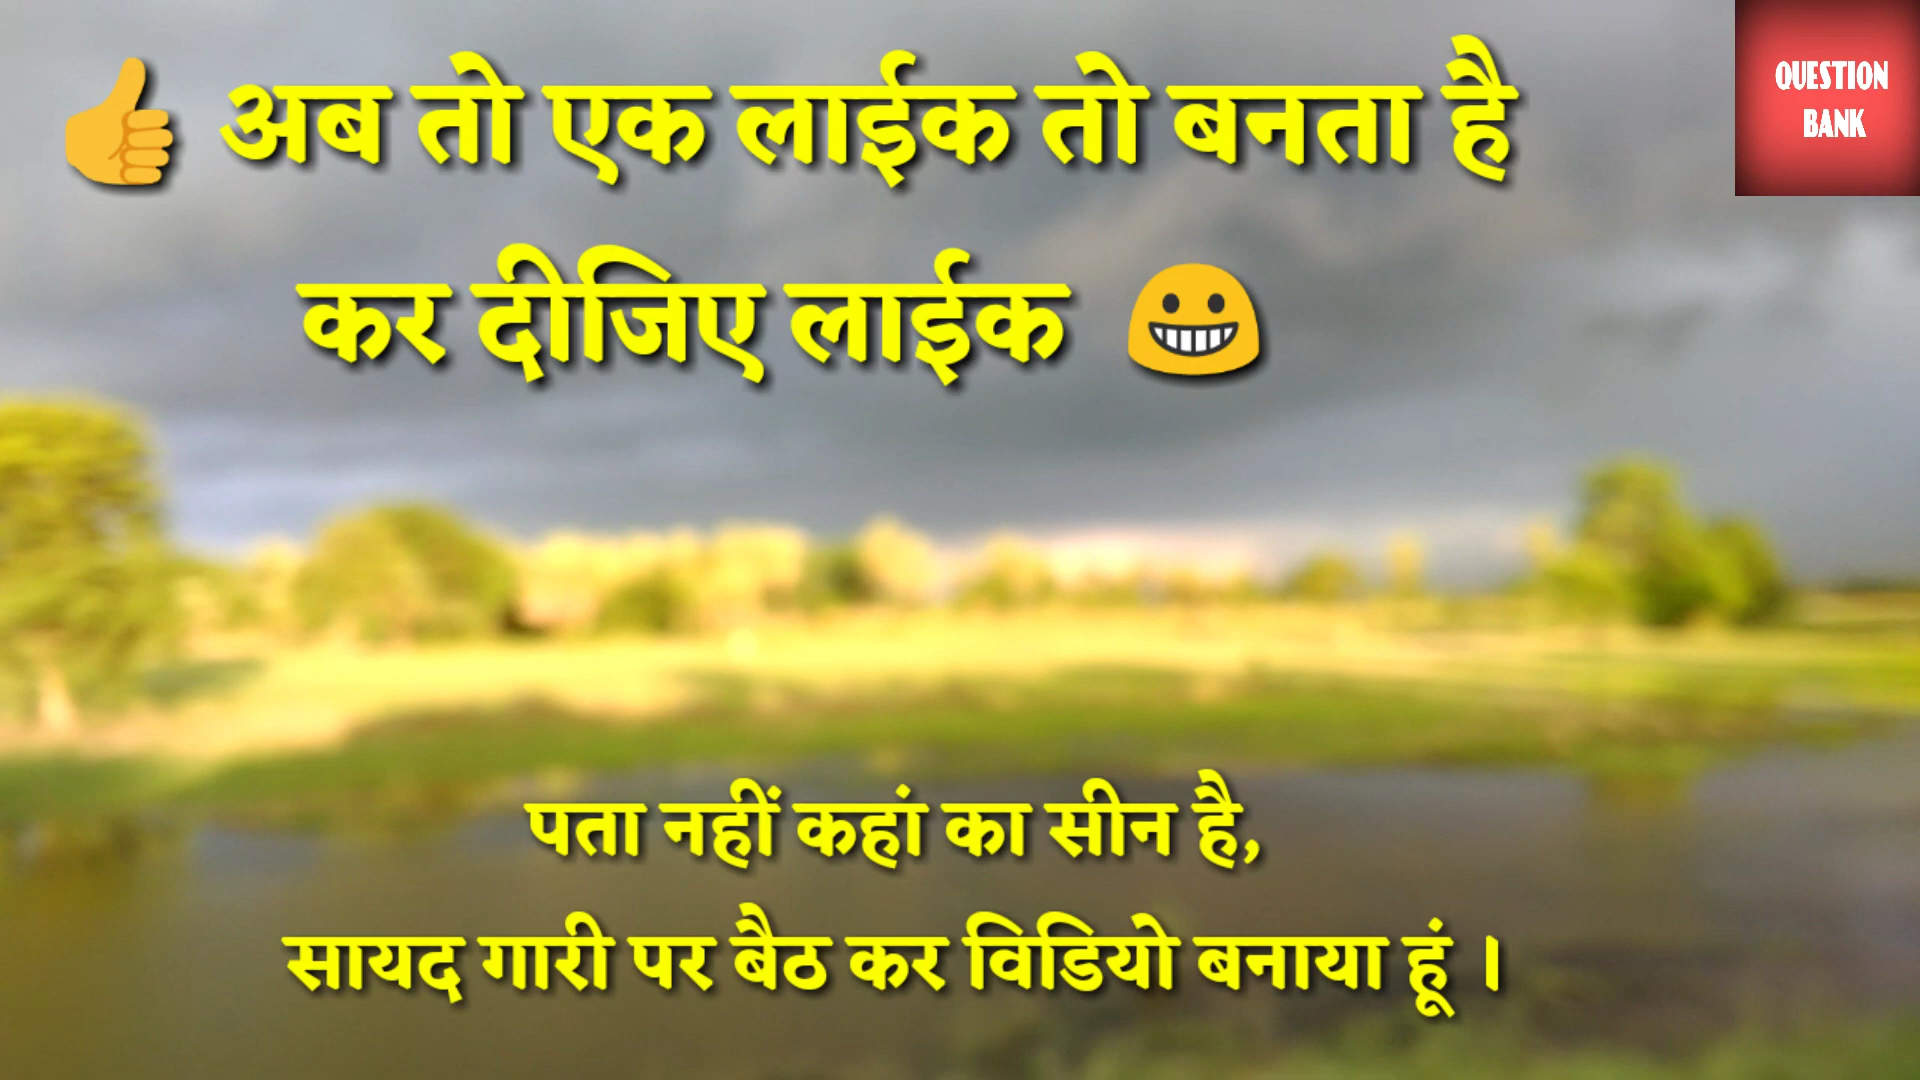 👍 अब तो एक लाईक तो बनता है
कर दीजिए लाईक 😀
QUESTION
BANK
पता नहीं कहां का सीन है,
सायद गारी पर बैठ कर विडियो बनाया हूं ।